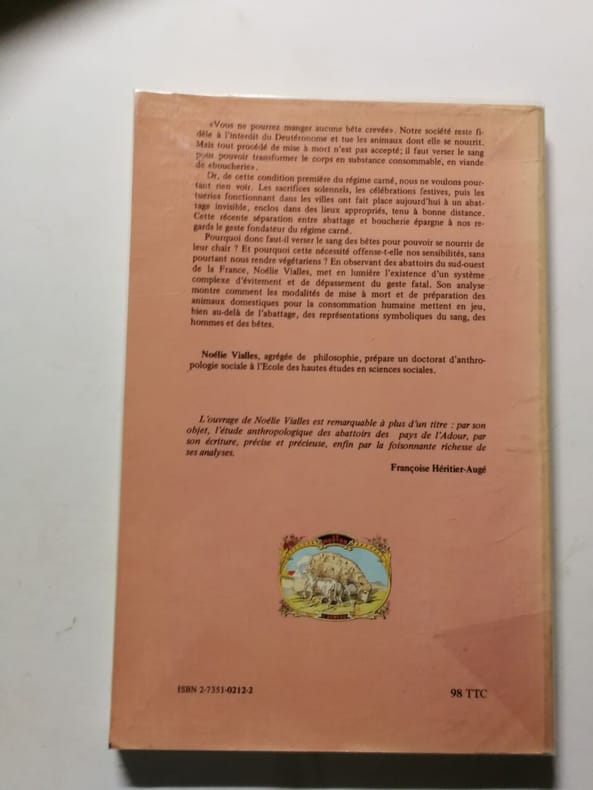 «Vous ne pourrez manger aucune bête crevée». Notre société reste fi-
dèle à l'interdit du Deutéronome et tue les animaux dont elle se nourrit.
Mais tout procédé de mise à mort n'est pas accepté; il faut verser le sang
pour pouvoir transformer le corps en substance consommable, en viande
de «boucherie».
Or, de cette condition première du régime carné, nous ne voulons pour-
tant rien voir. Les sacrifices solennels, les célébrations festives, puis les
tueries fonctionnant dans les villes ont fait place aujourd'hui à un abat-
tage invisible, enclos dans des lieux appropriés, tenu à bonne distance.
Cette récente séparation entre abattage et boucherie épargne à nos re-
gards le geste fondateur du régime carné.
Pourquoi donc faut-il verser le sang des bêtes pour pouvoir se nourrir de
leur chair ? Et pourquoi cette nécessité offense-t-elle nos sensibilités, sans
pourtant nous rendre végétariens ? En observant des abattoirs du sud-ouest
de la France, Noélie Vialles, met en lumière l'existence d'un système
complexe d'évitement et de dépassement du geste fatal. Son analyse
montre comment les modalités de mise à mort et de préparation des
animaux domestiques pour la consommation humaine mettent en jeu,
bien au-delà de l'abattage, des représentations symboliques du sang, des
hommes et des bêtes.
Noélie Vialles, agrégée de philosophie, prépare un doctorat d'anthro-
pologie sociale à l'Ecole des hautes études en sciences sociales.
L'ouvrage de Noélie Vialles est remarquable à plus d'un titre : par son
objet, l'étude anthropologique des abattoirs des pays de l'Adour, par
son écriture, précise et précieuse, enfin par la foisonnante richesse de
ses analyses.
Françoise Héritier-Augé
ISBN 2-7351-0212-2
98 TTC